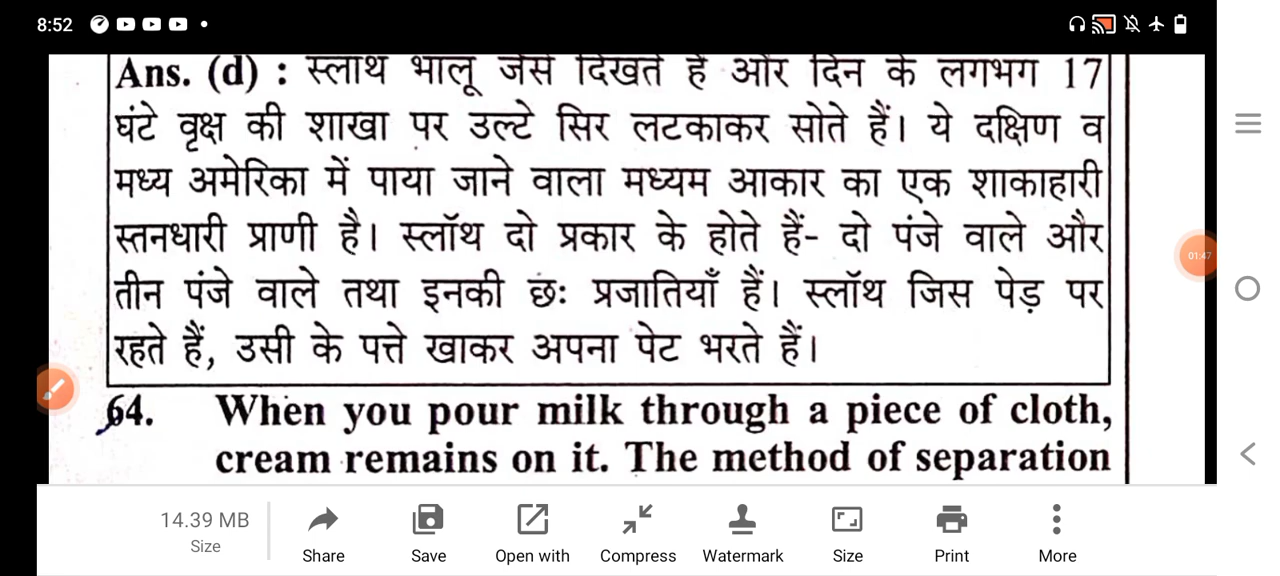 8:52
Ans. (d) : स्लाथ भालू जैसे दिखते हैं और दिन के लगभग 17
घंटे वृक्ष की शाखा पर उल्टे सिर लटकाकर सोते हैं। ये दक्षिण व
मध्य अमेरिका में पाया जाने वाला मध्यम आकार का एक शाकाहारी
स्तनधारी प्राणी है। स्लॉथ दो प्रकार के होते हैं- दो पंजे वाले और
तीन पंजे वाले तथा इनकी छः प्रजातियाँ हैं। स्लॉथ जिस पेड़ पर
रहते हैं, उसी के पत्ते खाकर अपना पेट भरते हैं।
01:47
64. When you pour milk through a piece of cloth,
cream remains on it. The method of separation
14.39 MB
Size
Share
Save
Open with
Compress
Watermark
Size
Print
More